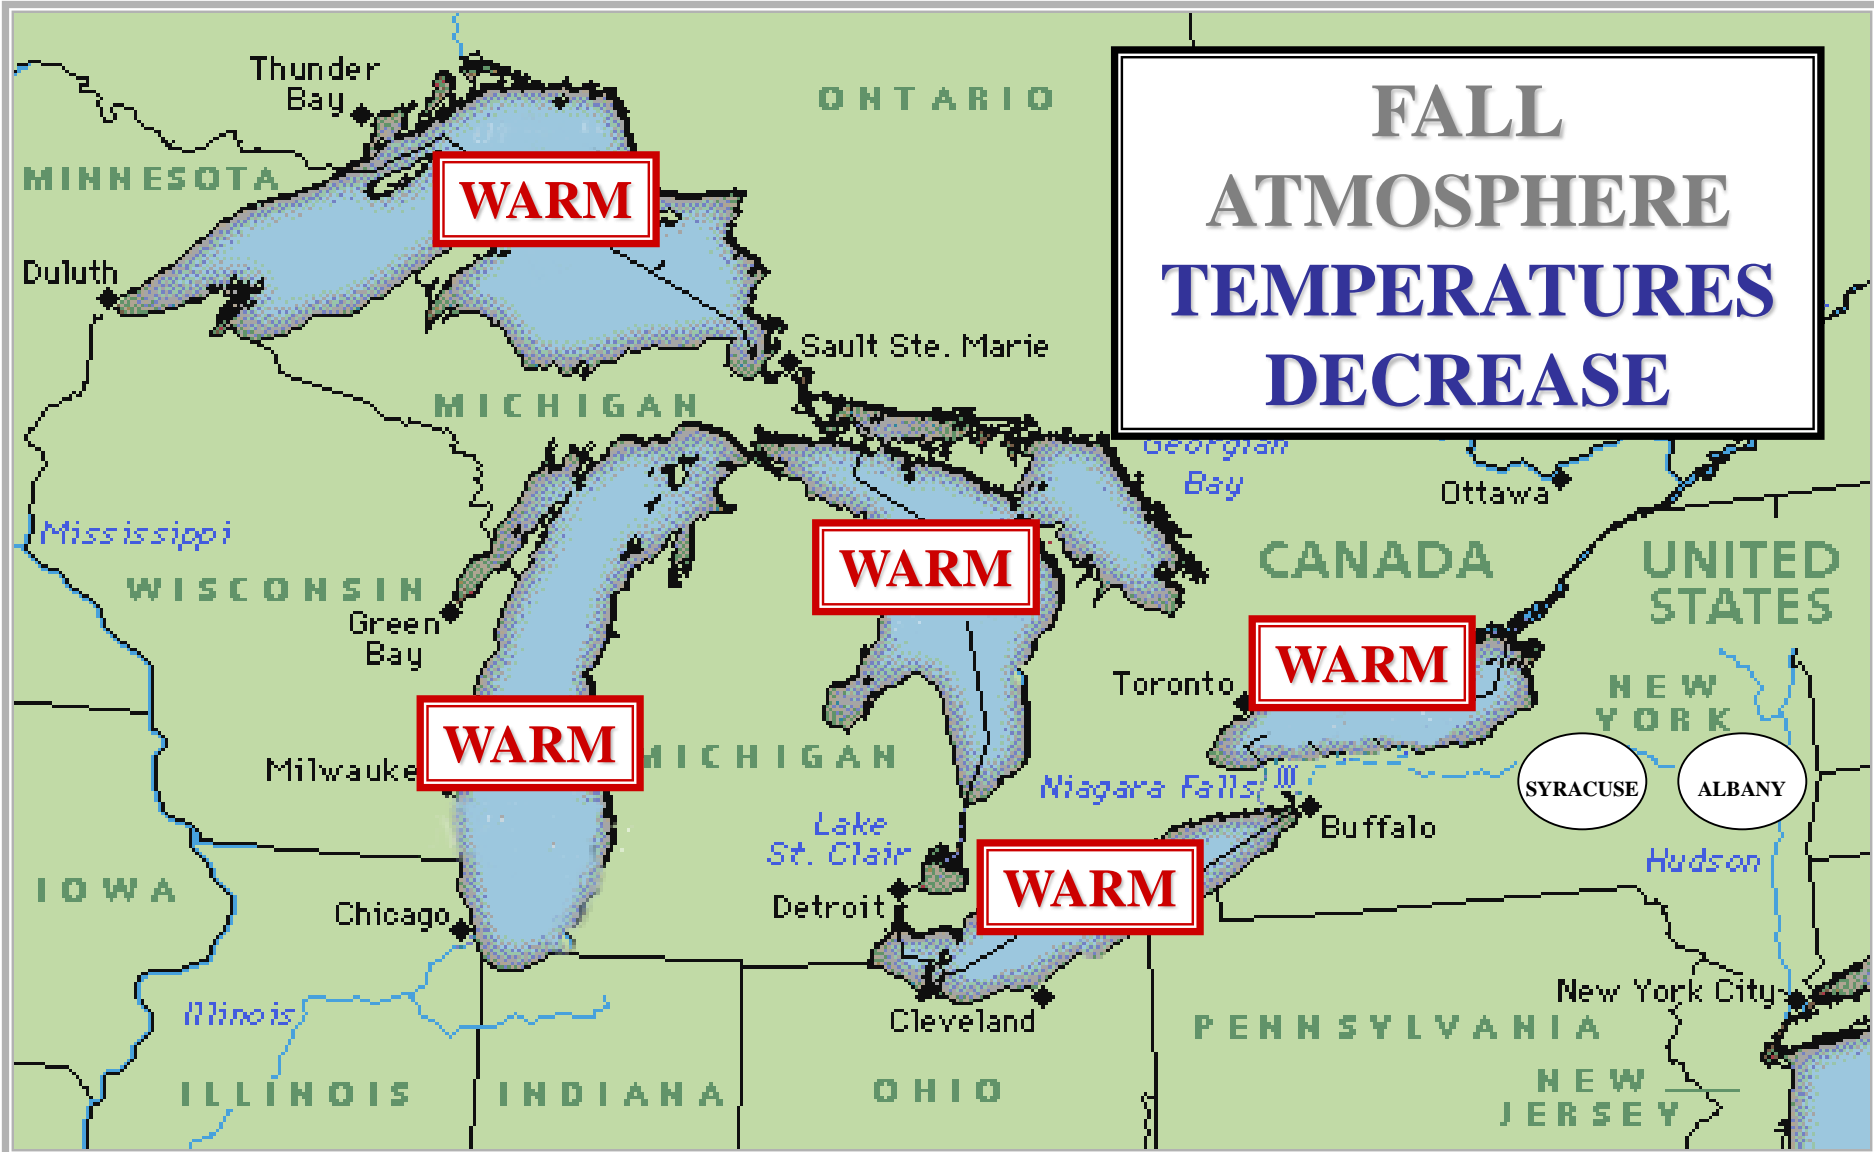 FALL
ATMOSPHERE
TEMPERATURES
DECREASE
Thunder
Bay
ONTARIO
MINNESOTA
WARM
Duluth
Sault Ste. Marie
MICHIGAN
Georgian
Bay
Ottawa
Mississippi
WARM
CANADA
UNITED
STATES
WISCONSIN
Green
Bay
WARM
Toronto
NEW
YORK
WARM
MICHIGAN
Milwauke
Niagara Falls
SYRACUSE
ALBANY
Lake
St. Clair
Buffalo
Hudson
IOWA
WARM
Chicago
Detroit
New York City
Illinois
Cleveland
PENNSYLVANIA
ILLINOIS
INDIANA
OHIO
NEW
JERSEY